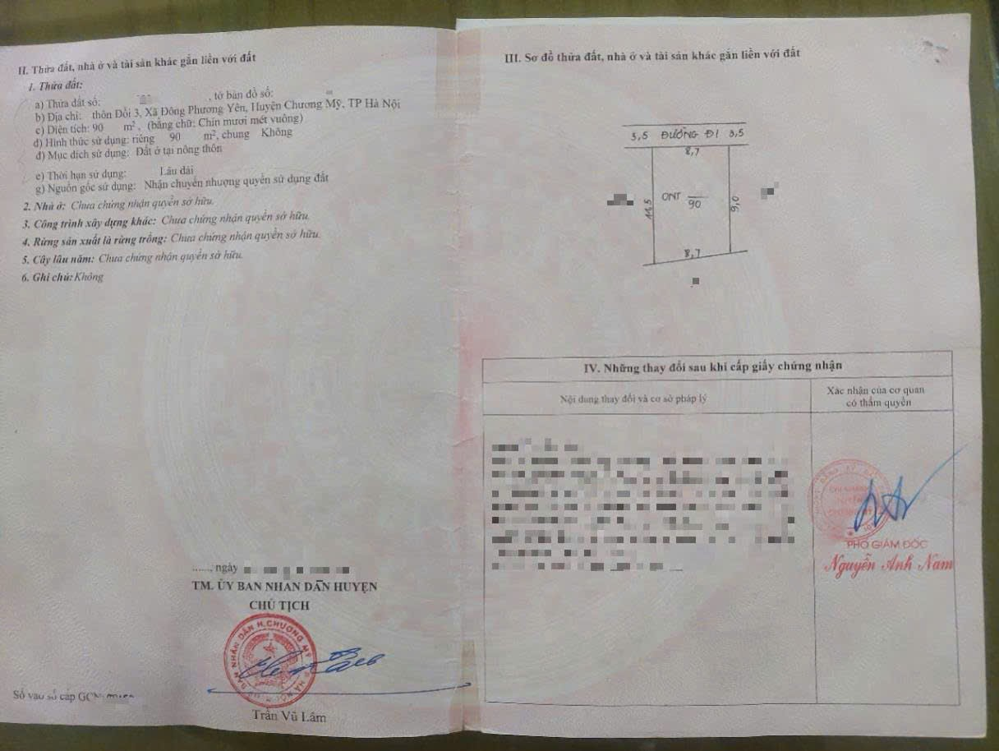 II. Thửa đất, nhà ở và tài sản khác gắn liền với đất
1. Thửa đất:
a) Thửa đất số: , tờ bản đồ số:
b) Địa chỉ: thôn Đồi 3, Xã Đông Phương Yên, Huyện Chương Mỹ, TP Hà Nội
c) Diện tích: 90 m², (bằng chữ: Chín mươi mét vuông)
d) Hình thức sử dụng: riêng 90 m², chung Không
đ) Mục đích sử dụng: Đất ở tại nông thôn
e) Thời hạn sử dụng: Lâu dài
g) Nguồn gốc sử dụng: Nhận chuyển nhượng quyền sử dụng đất
2. Nhà ở: Chưa chứng nhận quyền sở hữu.
3. Công trình xây dựng khác: Chưa chứng nhận quyền sở hữu.
4. Rừng sản xuất là rừng trồng: Chưa chứng nhận quyền sở hữu.
5. Cây lâu năm: Chưa chứng nhận quyền sở hữu.
6. Ghi chú: Không
......, ngày
TM. ỦY BAN NHÂN DÂN HUYỆN
CHỦ TỊCH
BAN NHÂN DÂN H. CHƯƠNG MỸ
Trần Vũ Lâm
Số vào sổ cấp GCN
III. Sơ đồ thửa đất, nhà ở và tài sản khác gắn liền với đất
3,5 ĐƯỜNG ĐI 3,5
8,7
11,5
ONT
90
9,0
8,7
IV. Những thay đổi sau khi cấp giấy chứng nhận
Nội dung thay đổi và cơ sở pháp lý
Xác nhận của cơ quan
có thẩm quyền
PHÓ GIÁM ĐỐC
Nguyễn Anh Nam